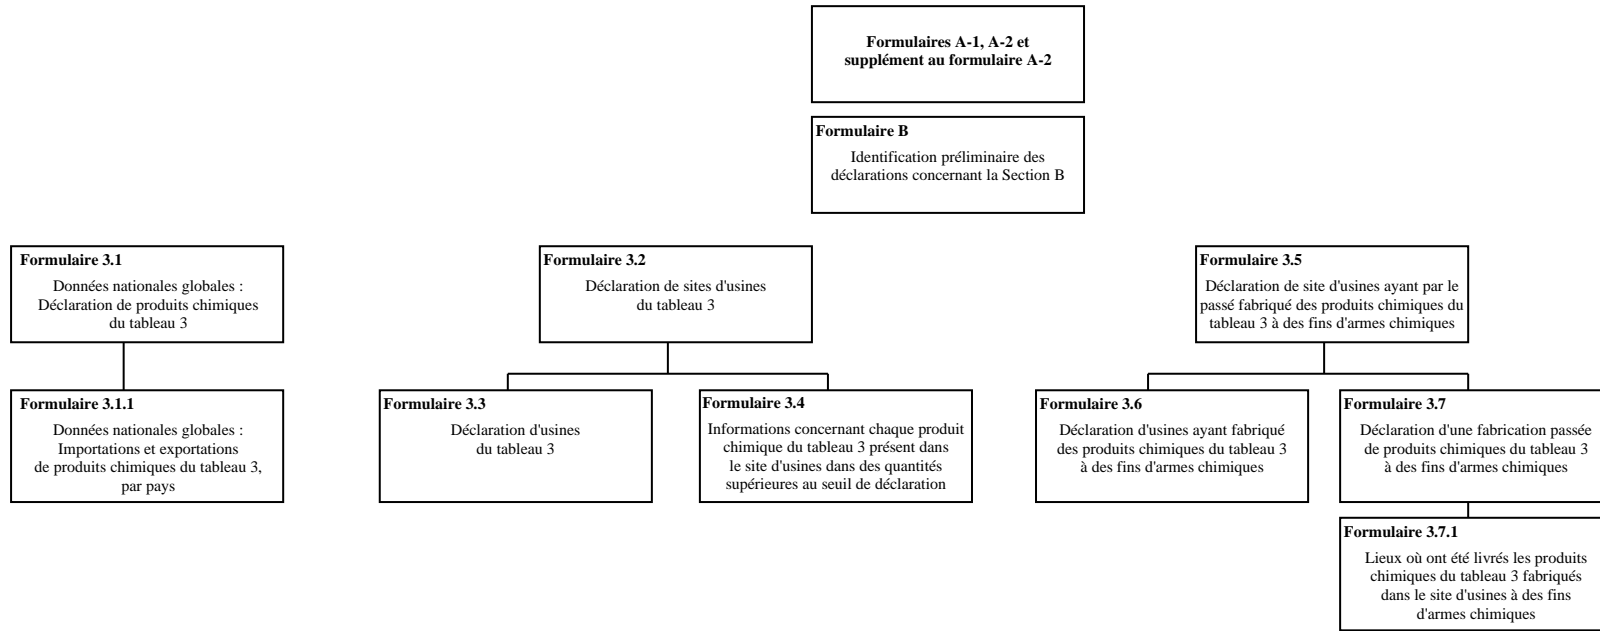 Formulaires A-1, A-2 et
supplément au formulaire A-2
Formulaire B
Identification préliminaire des
déclarations concernant la Section B
Formulaire 3.1
Données nationales globales :
Déclaration de produits chimiques
du tableau 3
Formulaire 3.2
Déclaration de sites d'usines
du tableau 3
Formulaire 3.5
Déclaration de site d'usines ayant par le
passé fabriqué des produits chimiques du
tableau 3 à des fins d'armes chimiques
Formulaire 3.1.1
Données nationales globales :
Importations et exportations
de produits chimiques du tableau 3,
par pays
Formulaire 3.3
Déclaration d'usines
du tableau 3
Formulaire 3.4
Informations concernant chaque produit
chimique du tableau 3 présent dans
le site d'usines dans des quantités
supérieures au seuil de déclaration
Formulaire 3.6
Déclaration d'usines ayant fabriqué
des produits chimiques du tableau 3
à des fins d'armes chimiques
Formulaire 3.7
Déclaration d'une fabrication passée
de produits chimiques du tableau 3
à des fins d'armes chimiques
Formulaire 3.7.1
Lieux où ont été livrés les produits
chimiques du tableau 3 fabriqués
dans le site d'usines à des fins
d'armes chimiques